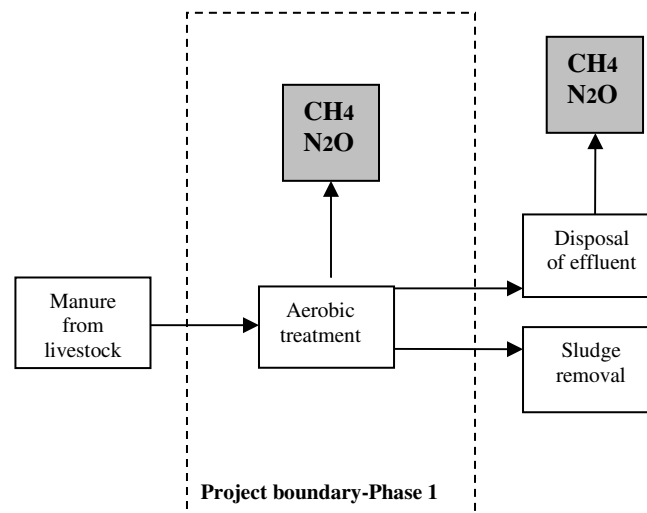 CH4
N2O
CH4
N2O
Disposal
of effluent
Manure
from
livestock
Aerobic
treatment
Sludge
removal
Project boundary-Phase 1